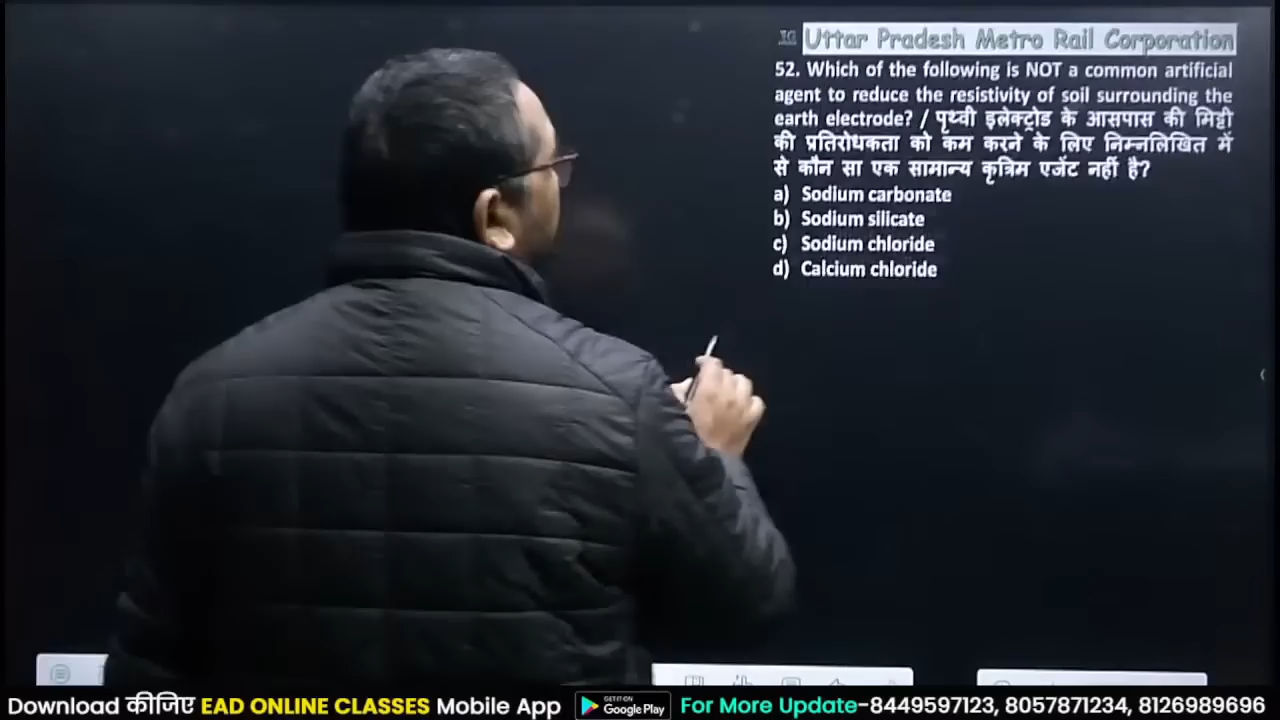 Uttar Pradesh Metro Rail Corporation
52. Which of the following is NOT a common artificial
agent to reduce the resistivity of soil surrounding the
earth electrode? / पृथ्वी इलेक्ट्रोड के आसपास की मिट्टी
की प्रतिरोधकता को कम करने के लिए निम्नलिखित में
से कौन सा एक सामान्य कृत्रिम एजेंट नहीं है?
a) Sodium carbonate
b) Sodium silicate
c) Sodium chloride
d) Calcium chloride
Download कीजिए EAD ONLINE CLASSES Mobile App
GET IT ON
Google Play
For More Update-8449597123, 8057871234, 8126989696